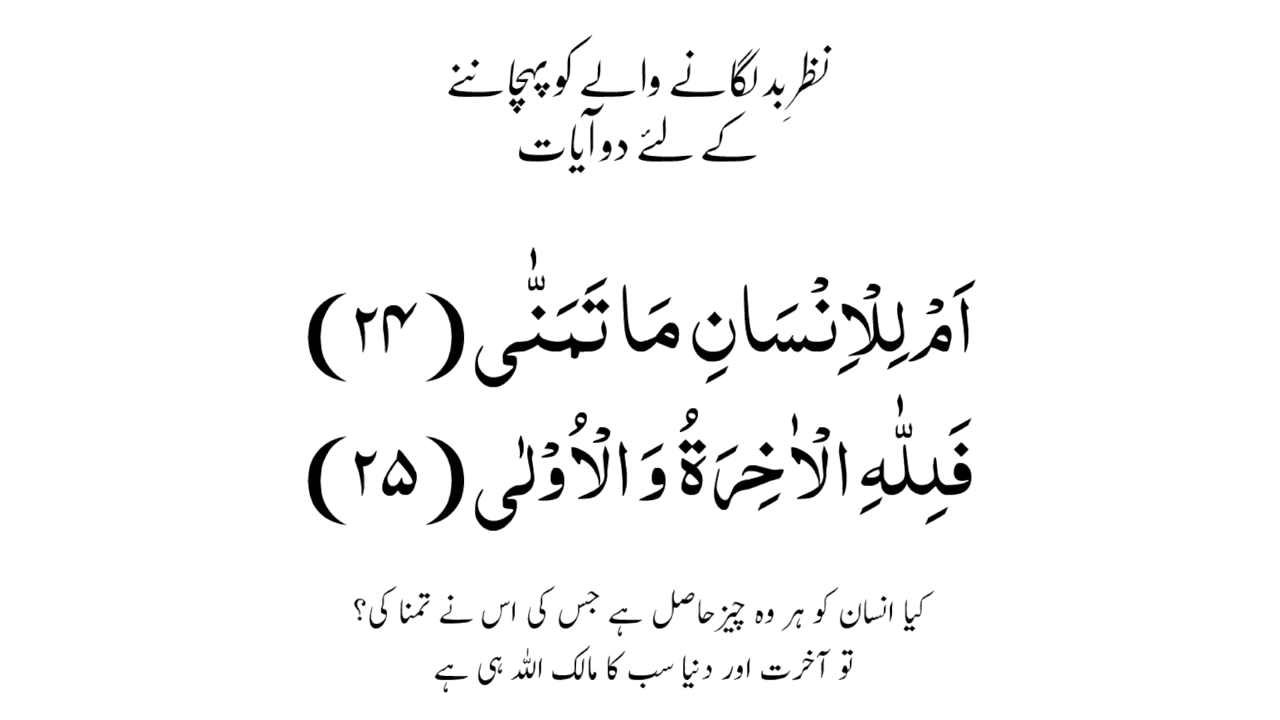 نظرِ بد لگانے والے کو پہچاننے
کے لئے دو آیات
اَمْ لِلْاِنْسَانِ مَا تَمَنّٰى (۲۴)
فَلِلّٰهِ الْاٰخِرَةُ وَ الْاُوْلٰى (۲۵)
کیا انسان کو ہر وہ چیز حاصل ہے جس کی اس نے تمنا کی؟
تو آخرت اور دنیا سب کا مالک اللہ ہی ہے